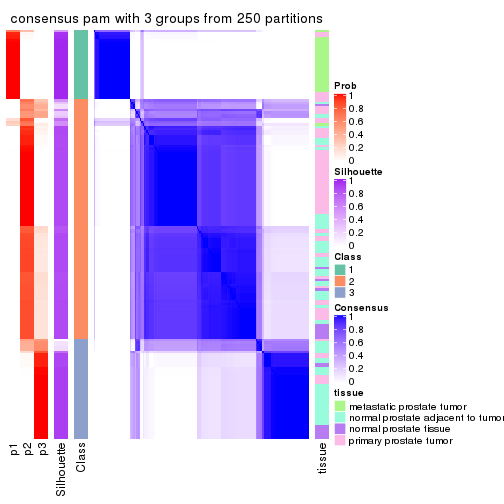 consensus pam with 3 groups from 250 partitions
Prob
1
0.8
0.6
0.4
0.2
0
Silhouette
1
0.8
0.6
0.4
0.2
0
Class
1
2
3
Consensus
1
0.8
0.6
0.4
0.2
0
tissue
metastatic prostate tumor
normal prostate adjacent to tumor
normal prostate tissue
primary prostate tumor
p1
p2
p3
Silhouette
Class
tissue